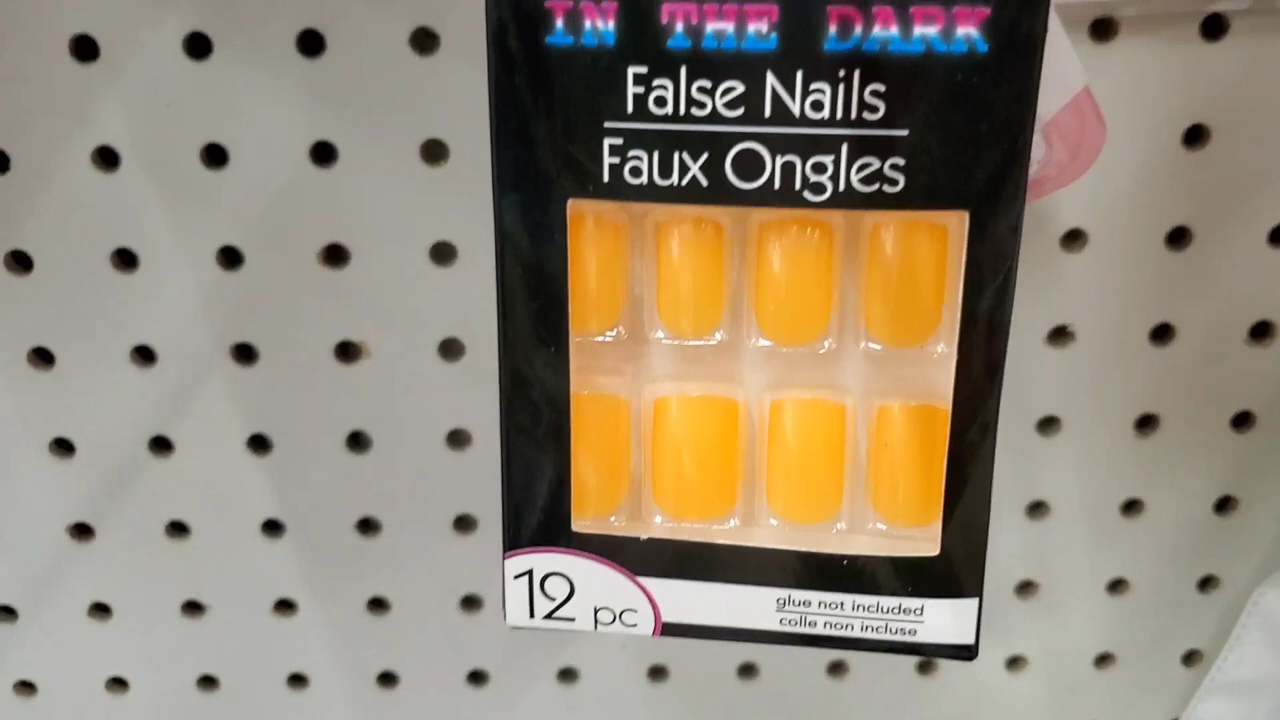 IN THE DARK
False Nails
Faux Ongles
12 pc
glue not included
colle non incluse